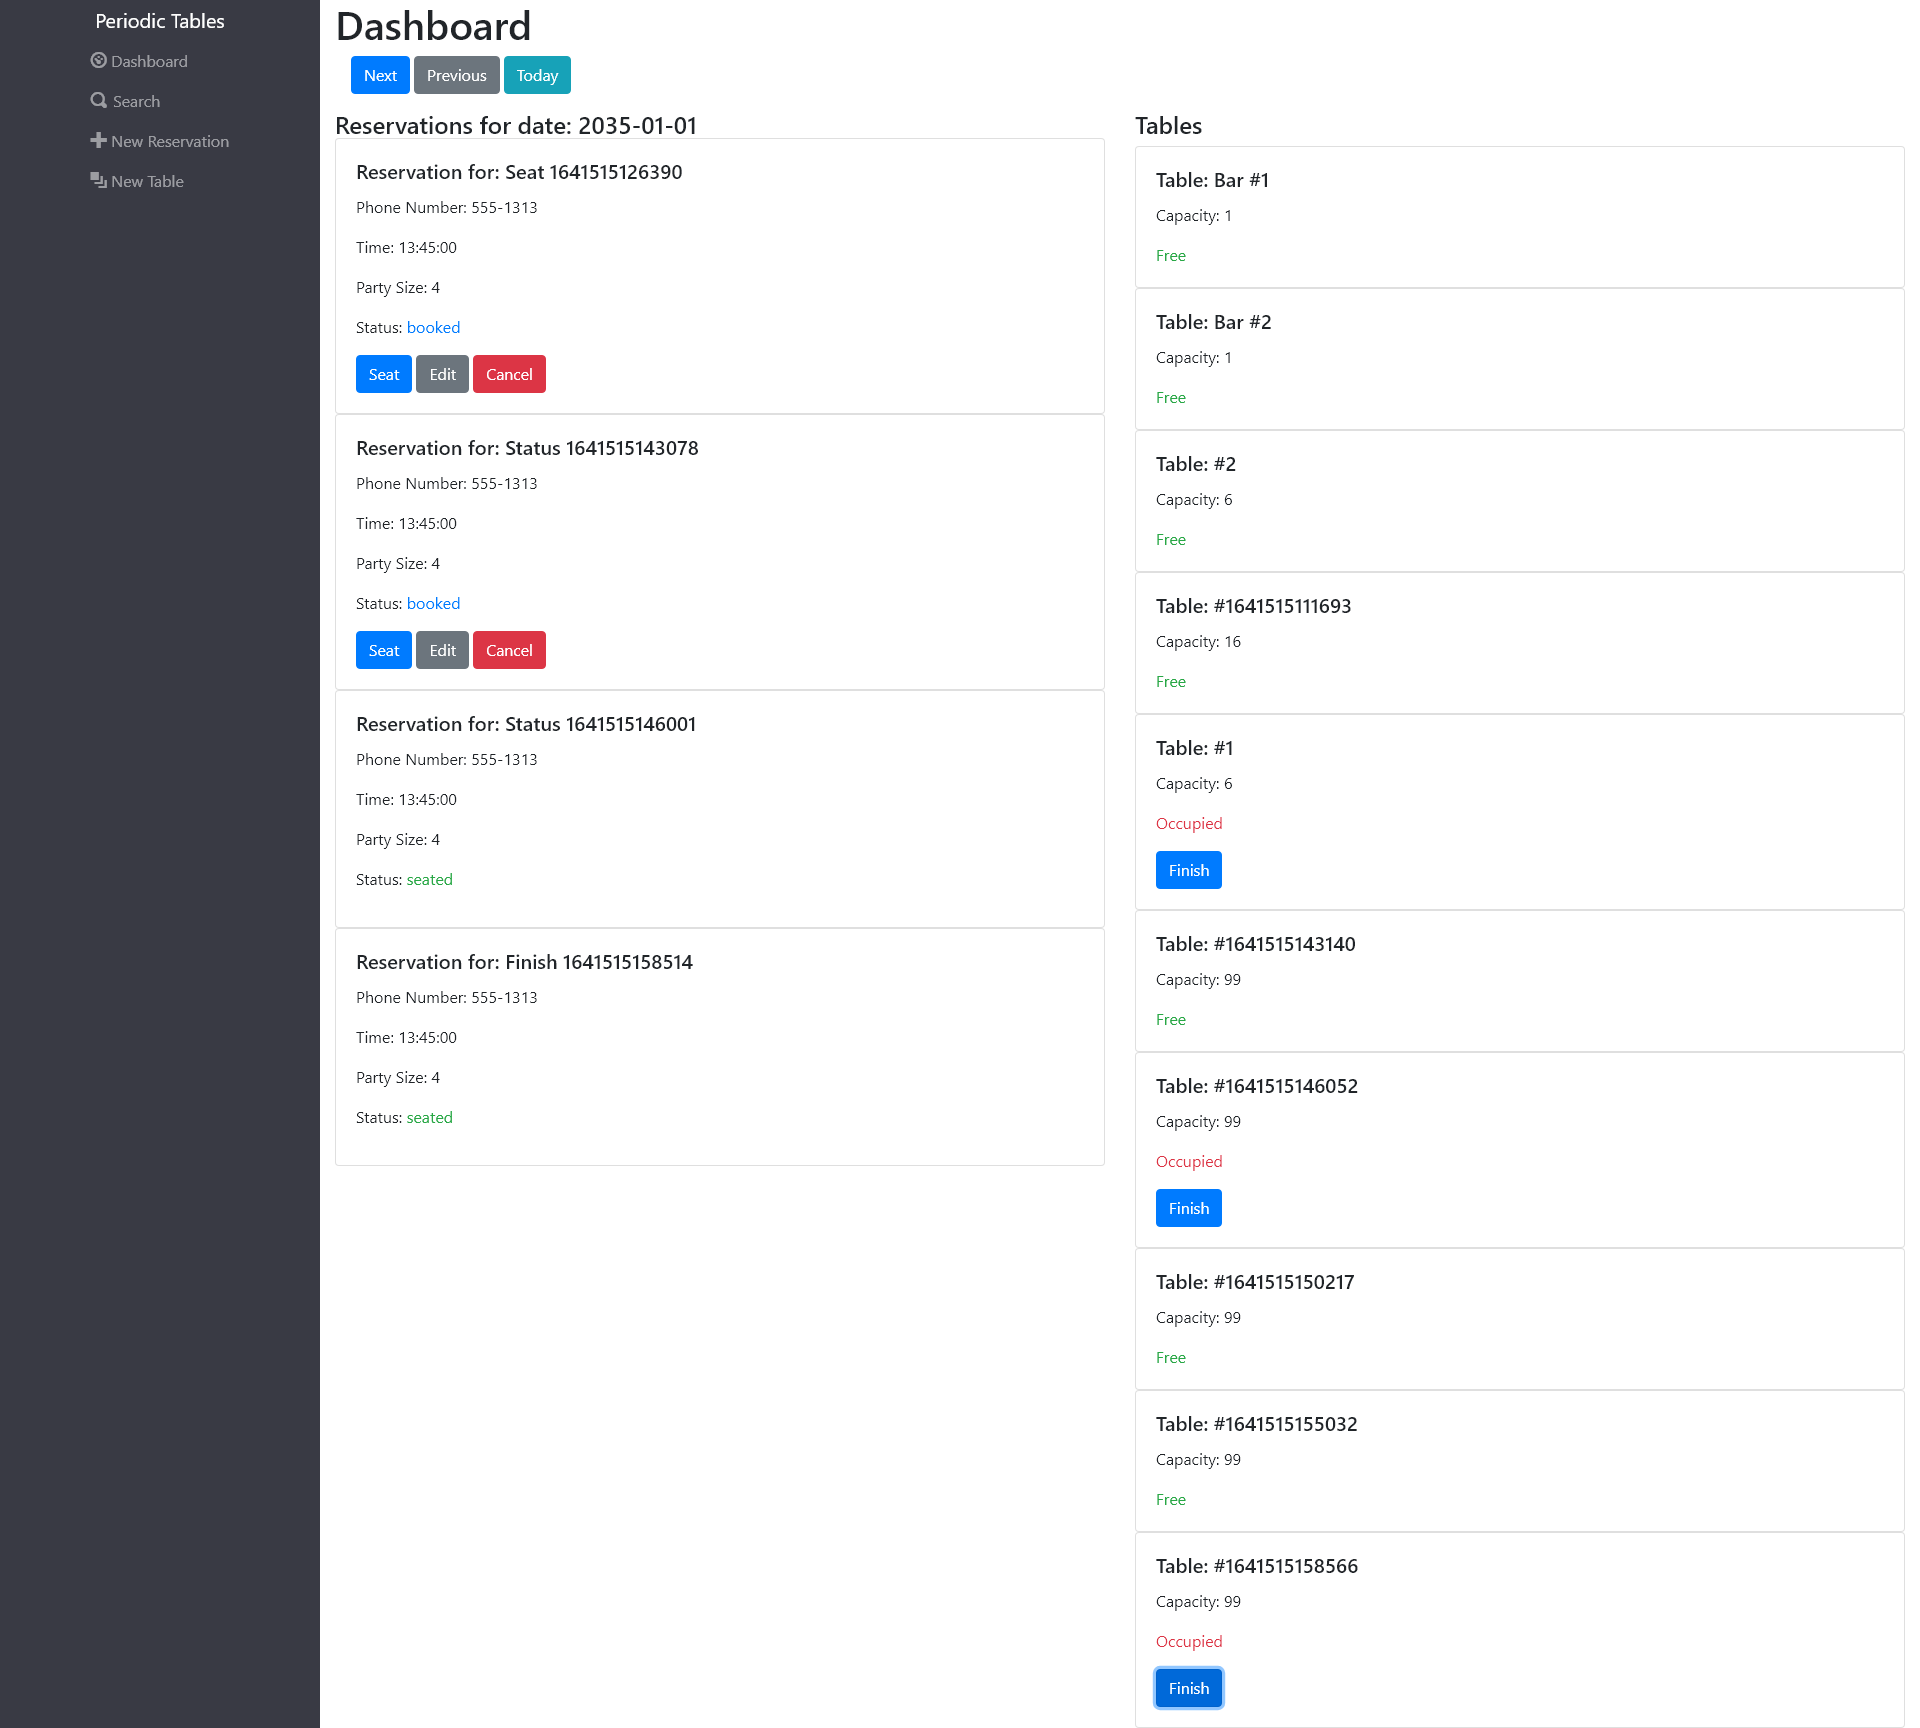 Periodic Tables
Dashboard
Search
New Reservation
New Table
Dashboard
Next Previous Today
Reservations for date: 2035-01-01
Reservation for: Seat 1641515126390
Phone Number: 555-1313
Time: 13:45:00
Party Size: 4
Status: booked
Seat Edit Cancel
Reservation for: Status 1641515143078
Phone Number: 555-1313
Time: 13:45:00
Party Size: 4
Status: booked
Seat Edit Cancel
Reservation for: Status 1641515146001
Phone Number: 555-1313
Time: 13:45:00
Party Size: 4
Status: seated
Reservation for: Finish 1641515158514
Phone Number: 555-1313
Time: 13:45:00
Party Size: 4
Status: seated
Tables
Table: Bar #1
Capacity: 1
Free
Table: Bar #2
Capacity: 1
Free
Table: #2
Capacity: 6
Free
Table: #1641515111693
Capacity: 16
Free
Table: #1
Capacity: 6
Occupied
Finish
Table: #1641515143140
Capacity: 99
Free
Table: #1641515146052
Capacity: 99
Occupied
Finish
Table: #1641515150217
Capacity: 99
Free
Table: #1641515155032
Capacity: 99
Free
Table: #1641515158566
Capacity: 99
Occupied
Finish